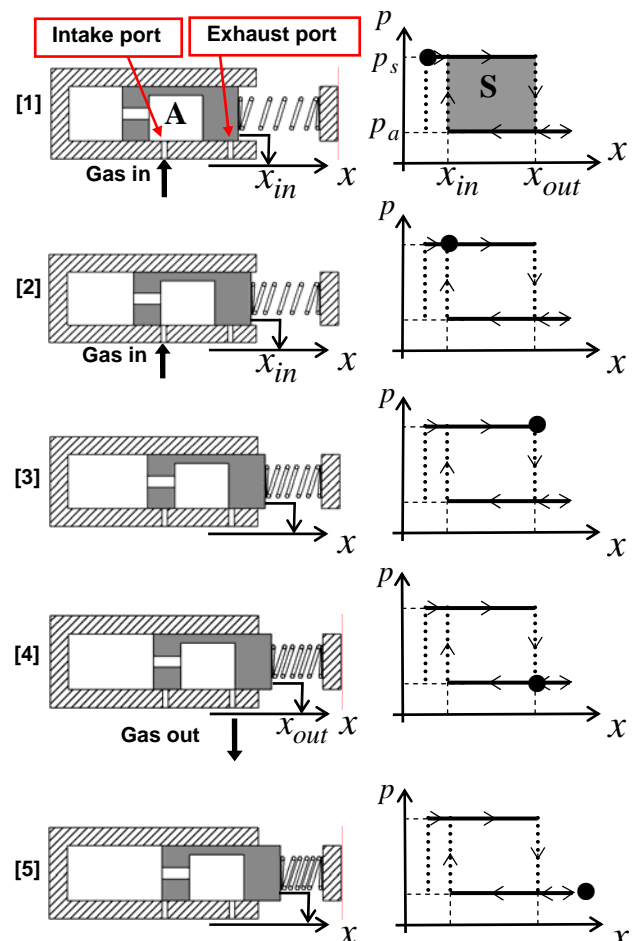 Intake port
Exhaust port
[1]
A
Gas in
x_in
x
p
p_s
S
p_a
x_in
x_out
x
[2]
Gas in
x_in
x
p
x
[3]
x
p
x
[4]
Gas out
x_out
x
p
x
[5]
x
p
x